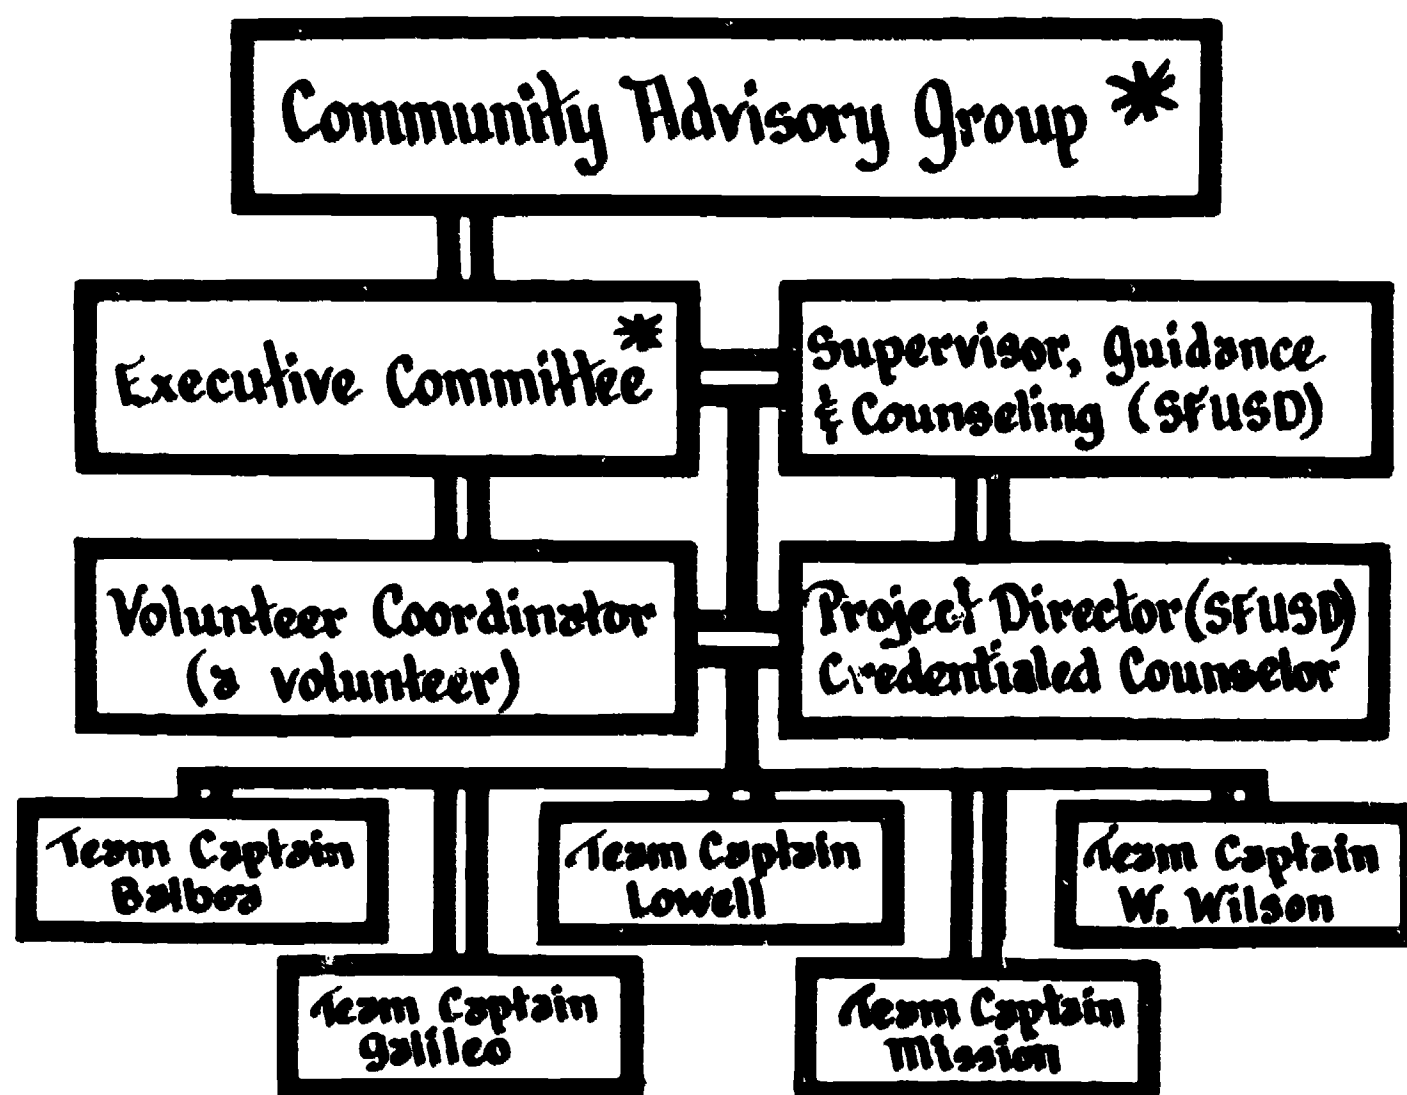 Community Advisory Group *
Executive Committee *
Supervisor, Guidance
& Counseling (SFUSD)
Volunteer Coordinator
(a volunteer)
Project Director (SFUSD)
Credentialed Counselor
Team Captain
Balboa
Team Captain
Lowell
Team Captain
W. Wilson
Team Captain
Galileo
Team Captain
Mission